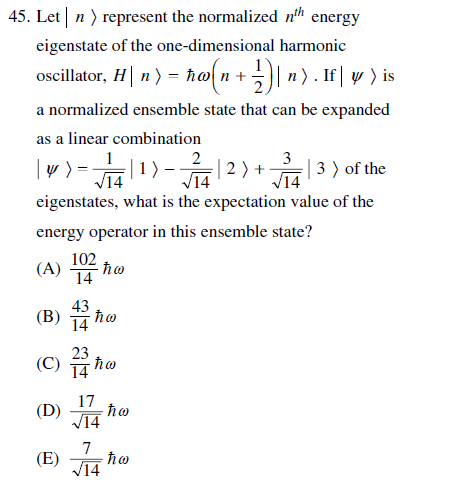 45. Let | n ⟩ represent the normalized nᵗʰ energy
eigenstate of the one-dimensional harmonic
oscillator, H| n ⟩ = ℏω(n + 1/2)| n ⟩. If | ψ ⟩ is
a normalized ensemble state that can be expanded
as a linear combination
| ψ ⟩ = 1/√14 | 1 ⟩ − 2/√14 | 2 ⟩ + 3/√14 | 3 ⟩ of the
eigenstates, what is the expectation value of the
energy operator in this ensemble state?
(A) 102/14 ℏω
(B) 43/14 ℏω
(C) 23/14 ℏω
(D) 17/√14 ℏω
(E) 7/√14 ℏω